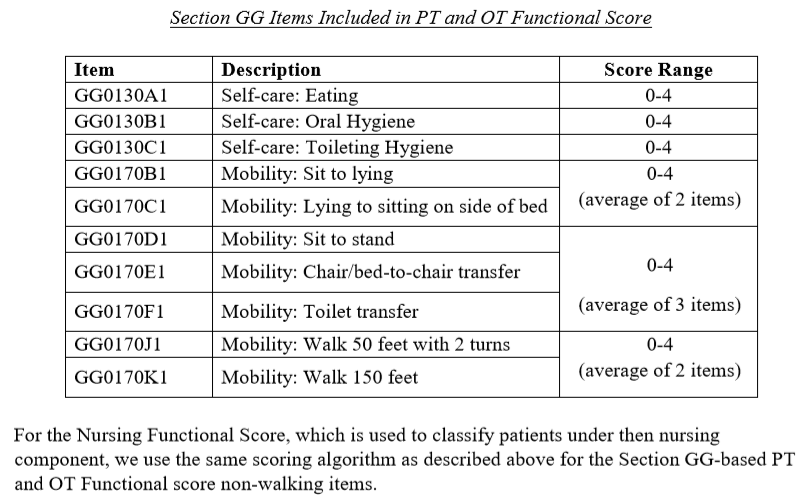 Section GG Items Included in PT and OT Functional Score
Item Description Score Range
GG0130A1 Self-care: Eating 0-4
GG0130B1 Self-care: Oral Hygiene 0-4
GG0130C1 Self-care: Toileting Hygiene 0-4
GG0170B1 Mobility: Sit to lying 0-4
(average of 2 items)
GG0170C1 Mobility: Lying to sitting on side of bed
GG0170D1 Mobility: Sit to stand 0-4
(average of 3 items)
GG0170E1 Mobility: Chair/bed-to-chair transfer
GG0170F1 Mobility: Toilet transfer
GG0170J1 Mobility: Walk 50 feet with 2 turns 0-4
(average of 2 items)
GG0170K1 Mobility: Walk 150 feet
For the Nursing Functional Score, which is used to classify patients under then nursing
component, we use the same scoring algorithm as described above for the Section GG-based PT
and OT Functional score non-walking items.